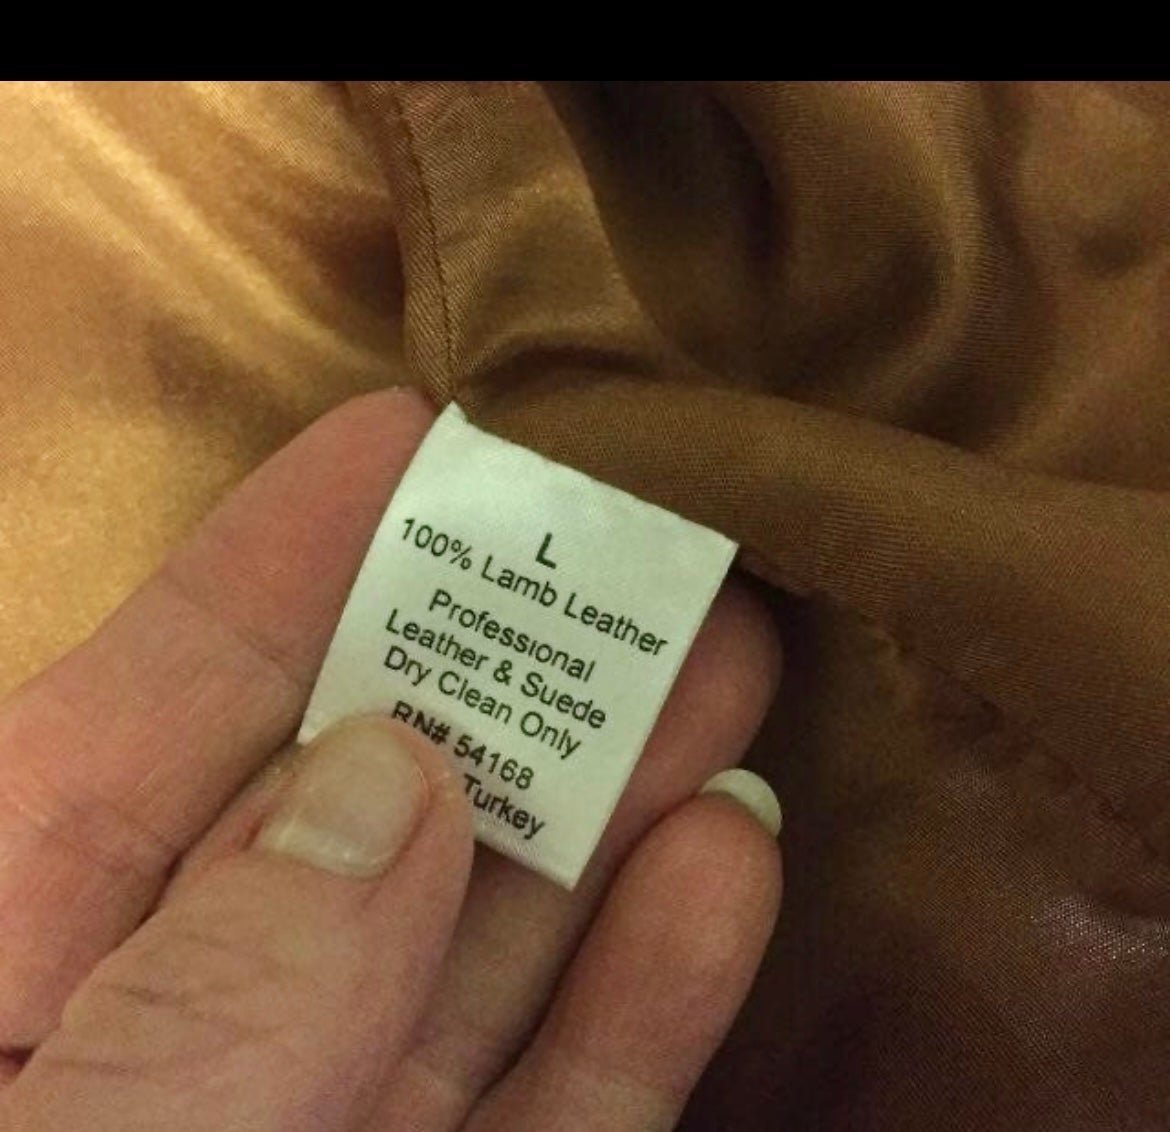 L
100% Lamb Leather
Professional
Leather & Suede
Dry Clean Only
RN# 54168
Turkey